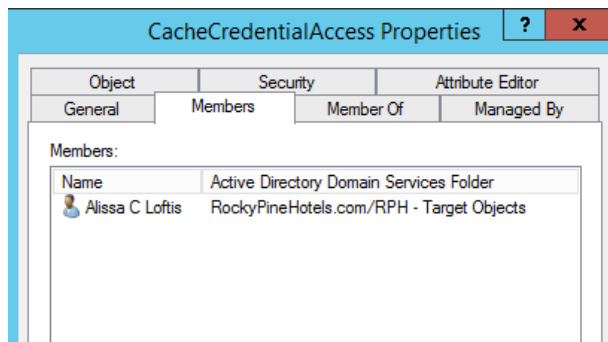 CacheCredentialAccess Properties ? x
Object Security Attribute Editor
General Members Member Of Managed By
Members:
Name Active Directory Domain Services Folder
Alissa C Loftis RockyPineHotels.com/RPH - Target Objects